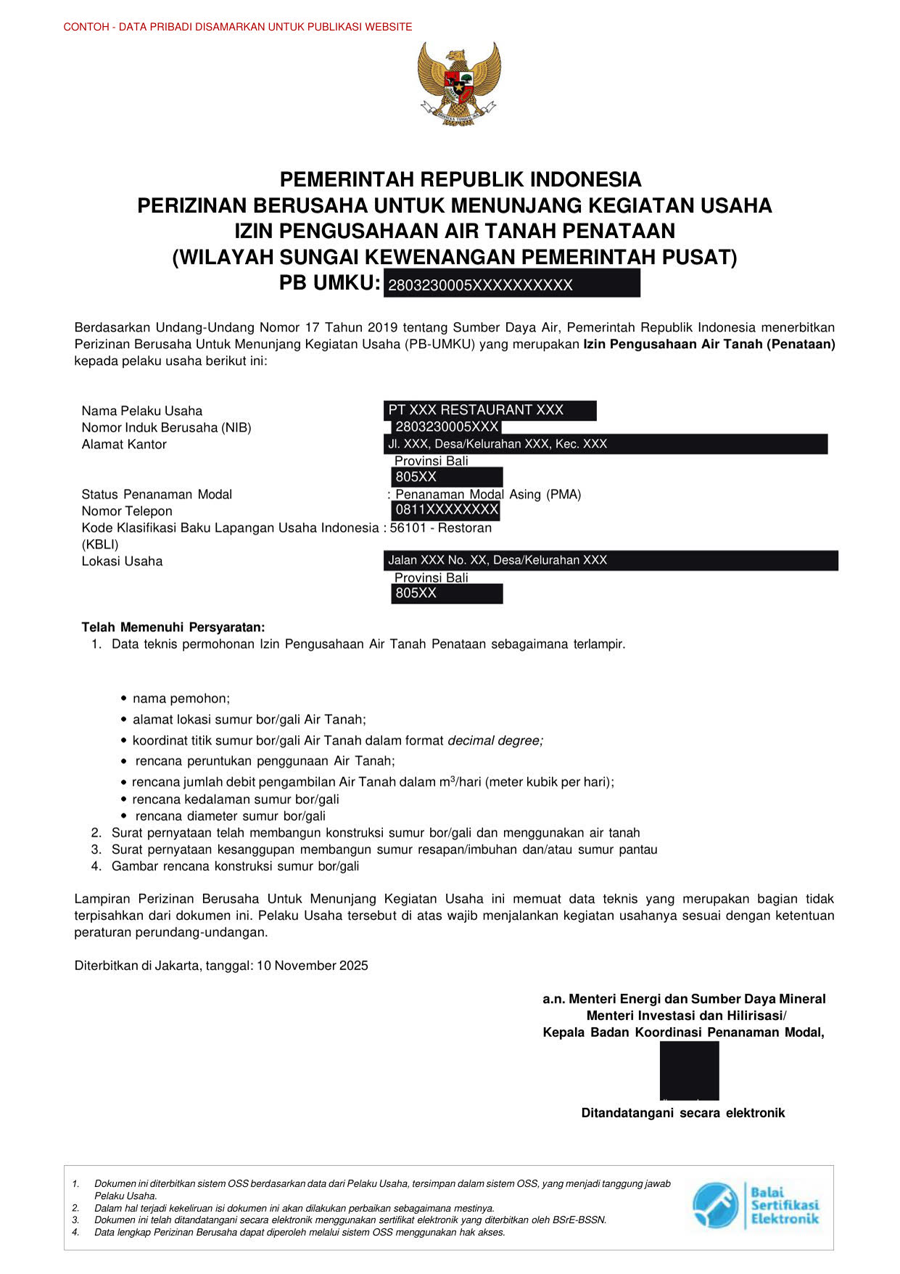 CONTOH - DATA PRIBADI DISAMARKAN UNTUK PUBLIKASI WEBSITE
PEMERINTAH REPUBLIK INDONESIA
PERIZINAN BERUSAHA UNTUK MENUNJANG KEGIATAN USAHA
IZIN PENGUSAHAAN AIR TANAH PENATAAN
(WILAYAH SUNGAI KEWENANGAN PEMERINTAH PUSAT)
PB UMKU: 2803230005XXXXXXXXXX
Berdasarkan Undang-Undang Nomor 17 Tahun 2019 tentang Sumber Daya Air, Pemerintah Republik Indonesia menerbitkan
Perizinan Berusaha Untuk Menunjang Kegiatan Usaha (PB-UMKU) yang merupakan Izin Pengusahaan Air Tanah (Penataan)
kepada pelaku usaha berikut ini:
Nama Pelaku Usaha PT XXX RESTAURANT XXX
Nomor Induk Berusaha (NIB) 2803230005XXX
Alamat Kantor Jl. XXX, Desa/Kelurahan XXX, Kec. XXX
Provinsi Bali
805XX
Status Penanaman Modal : Penanaman Modal Asing (PMA)
Nomor Telepon 0811XXXXXXXX
Kode Klasifikasi Baku Lapangan Usaha Indonesia : 56101 - Restoran
(KBLI)
Lokasi Usaha Jalan XXX No. XX, Desa/Kelurahan XXX
Provinsi Bali
805XX
Telah Memenuhi Persyaratan:
1. Data teknis permohonan Izin Pengusahaan Air Tanah Penataan sebagaimana terlampir.
• nama pemohon;
• alamat lokasi sumur bor/gali Air Tanah;
• koordinat titik sumur bor/gali Air Tanah dalam format decimal degree;
• rencana peruntukan penggunaan Air Tanah;
• rencana jumlah debit pengambilan Air Tanah dalam m³/hari (meter kubik per hari);
• rencana kedalaman sumur bor/gali
• rencana diameter sumur bor/gali
2. Surat pernyataan telah membangun konstruksi sumur bor/gali dan menggunakan air tanah
3. Surat pernyataan kesanggupan membangun sumur resapan/imbuhan dan/atau sumur pantau
4. Gambar rencana konstruksi sumur bor/gali
Lampiran Perizinan Berusaha Untuk Menunjang Kegiatan Usaha ini memuat data teknis yang merupakan bagian tidak
terpisahkan dari dokumen ini. Pelaku Usaha tersebut di atas wajib menjalankan kegiatan usahanya sesuai dengan ketentuan
peraturan perundang-undangan.
Diterbitkan di Jakarta, tanggal: 10 November 2025
a.n. Menteri Energi dan Sumber Daya Mineral
Menteri Investasi dan Hilirisasi/
Kepala Badan Koordinasi Penanaman Modal,
Ditandatangani secara elektronik
1. Dokumen ini diterbitkan sistem OSS berdasarkan data dari Pelaku Usaha, tersimpan dalam sistem OSS, yang menjadi tanggung jawab
Pelaku Usaha.
2. Dalam hal terjadi kekeliruan isi dokumen ini akan dilakukan perbaikan sebagaimana mestinya.
3. Dokumen ini telah ditandatangani secara elektronik menggunakan sertifikat elektronik yang diterbitkan oleh BSrE-BSSN.
4. Data lengkap Perizinan Berusaha dapat diperoleh melalui sistem OSS menggunakan hak akses.
Balai
Sertifikasi
Elektronik